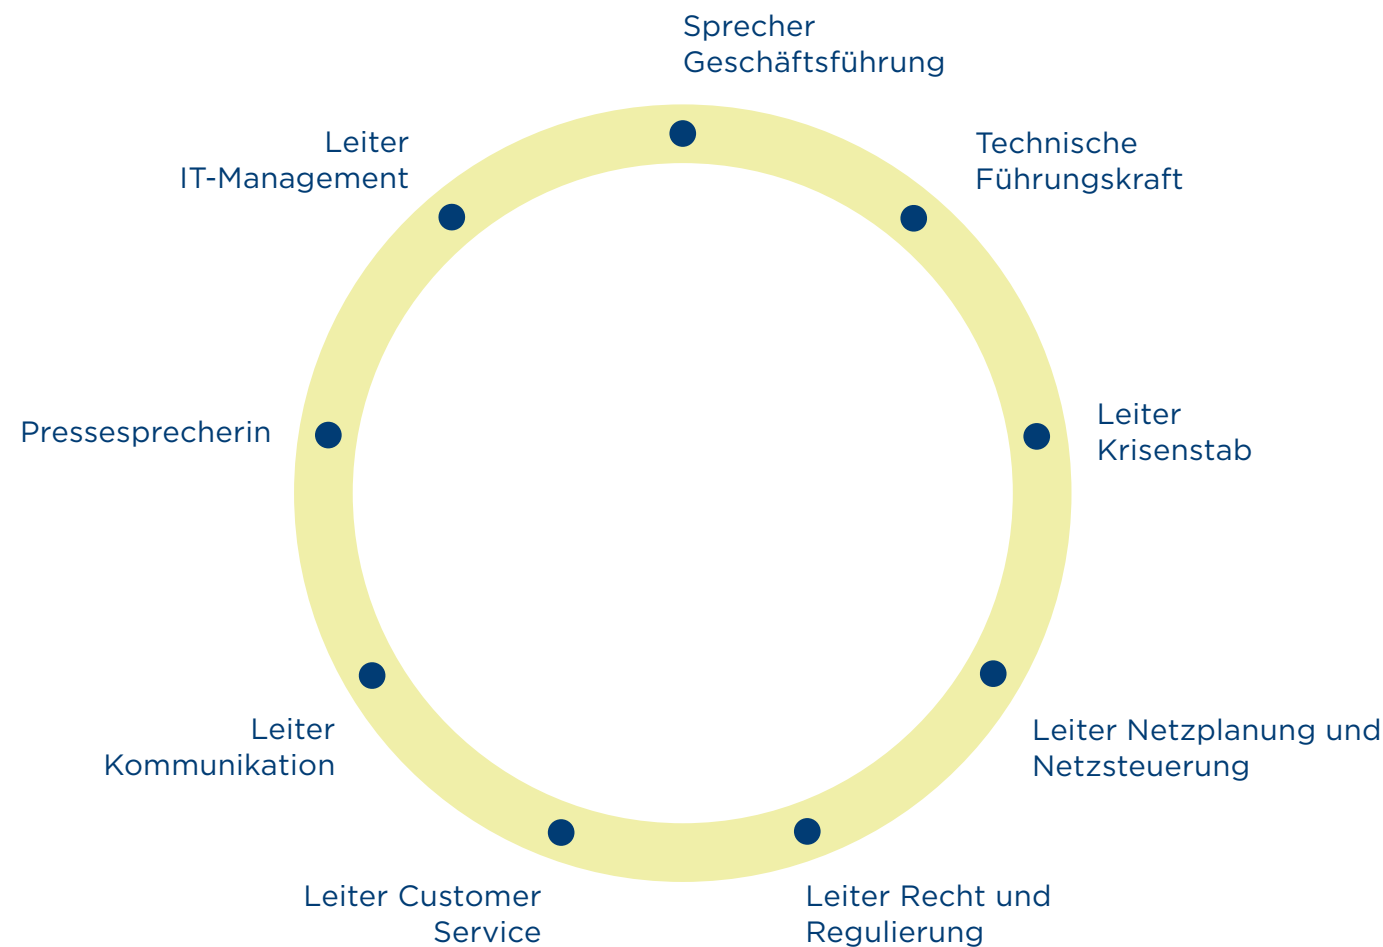 Sprecher
Geschäftsführung
Technische
Führungskraft
Leiter
Krisenstab
Leiter Netzplanung und
Netzsteuerung
Leiter Recht und
Regulierung
Leiter Customer
Service
Leiter
Kommunikation
Pressesprecherin
Leiter
IT-Management